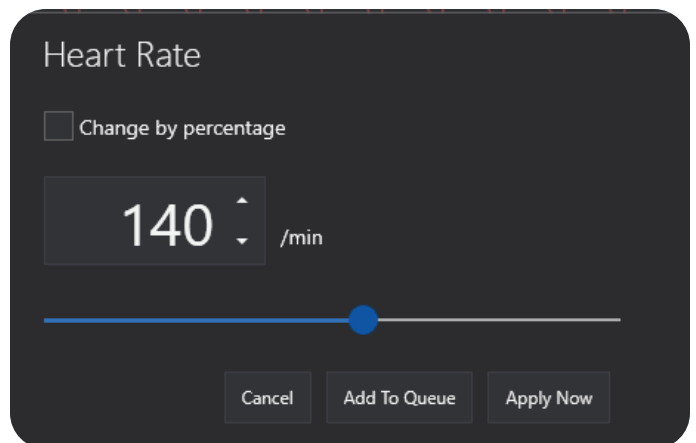 Heart Rate
Change by percentage
140 /min
Cancel Add To Queue Apply Now